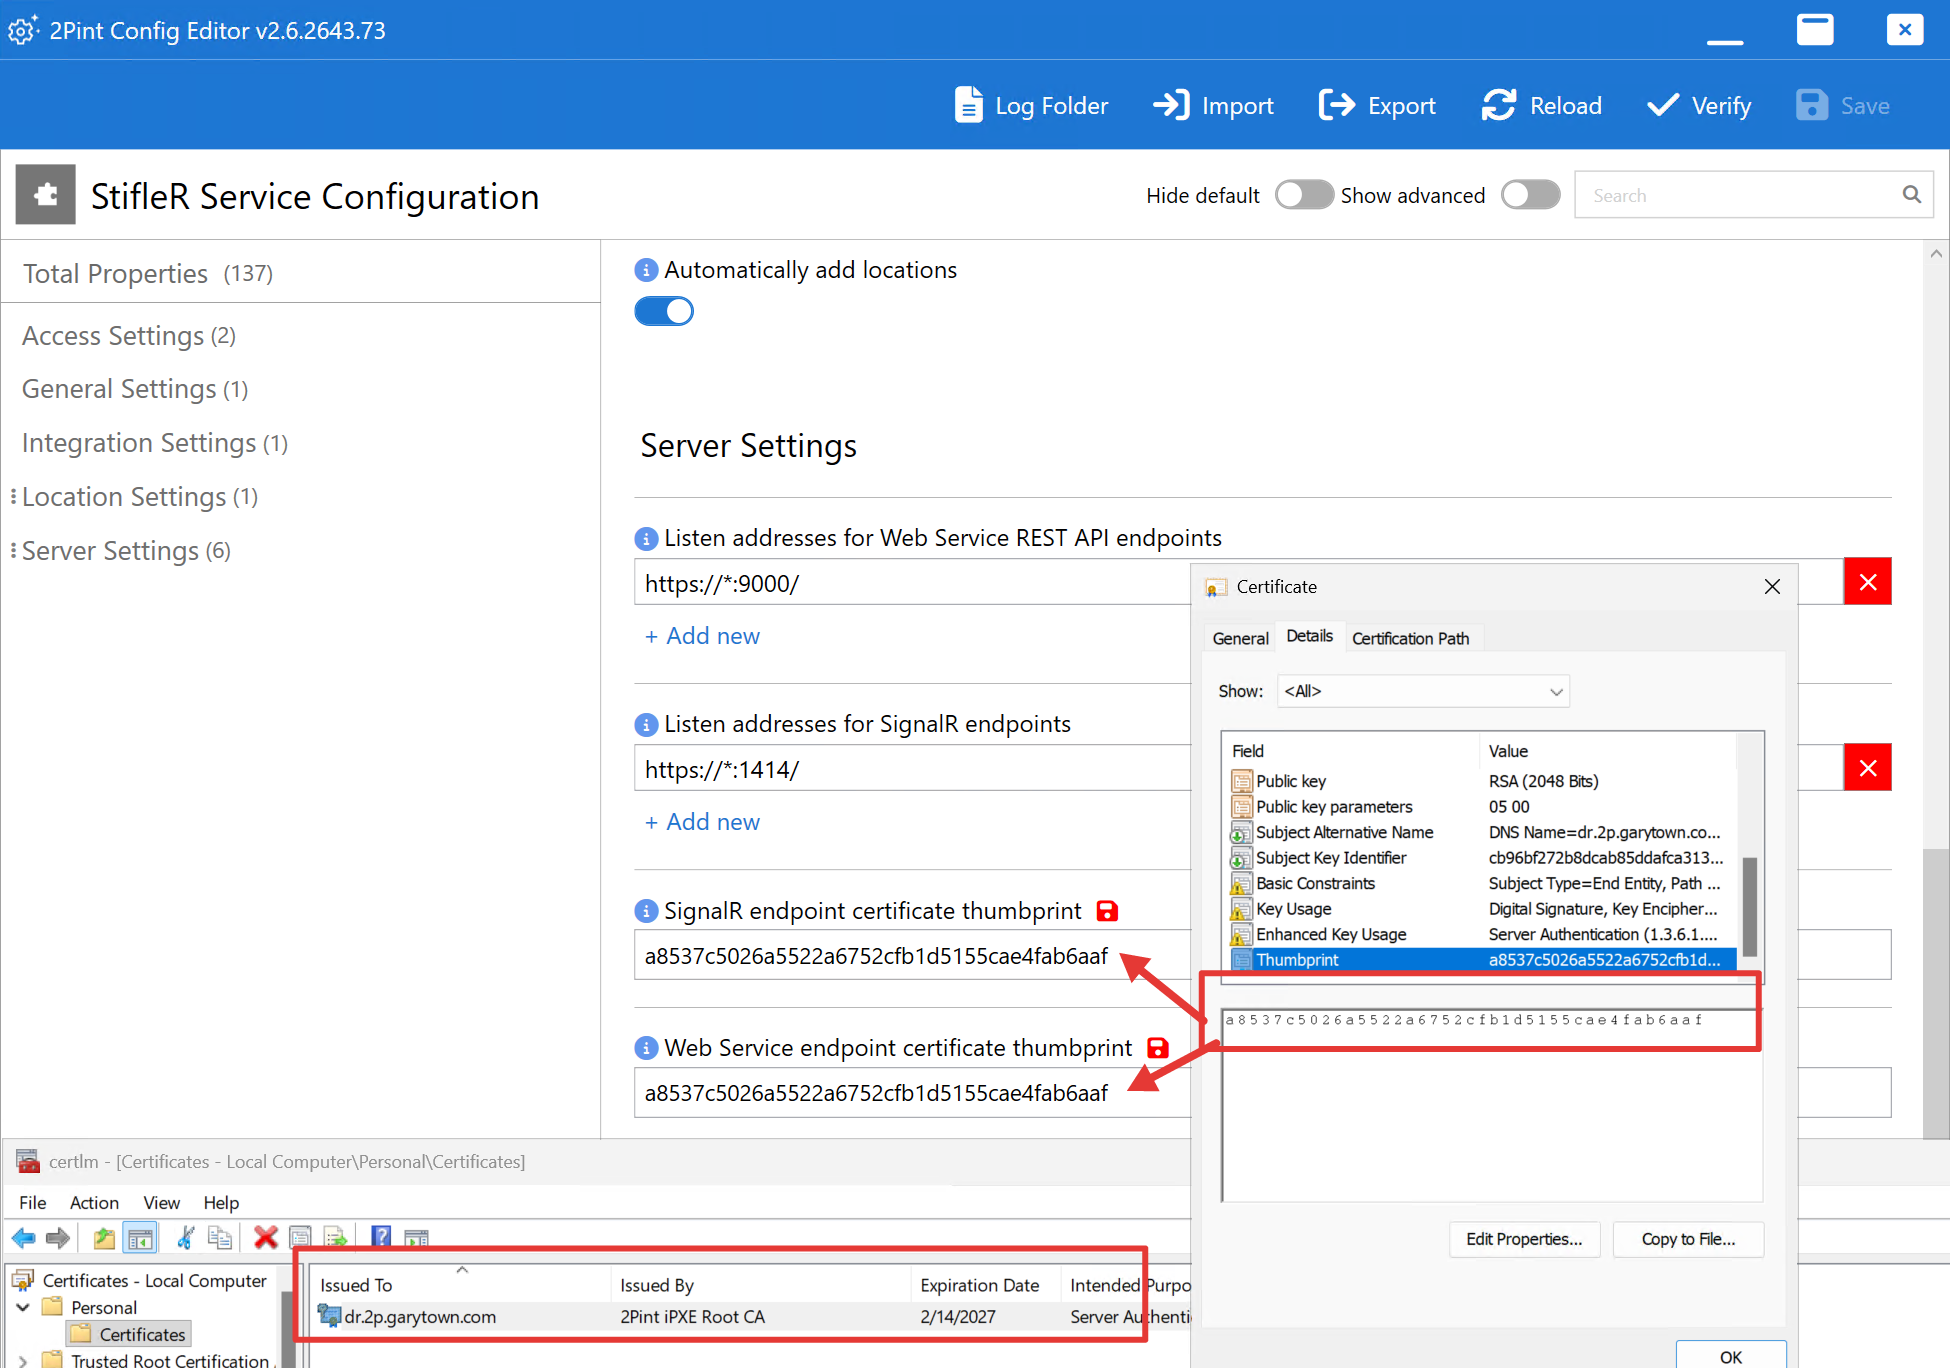 2Pint Config Editor v2.6.2643.73
Log Folder
Import
Export
Reload
Verify
Save
StifleR Service Configuration
Hide default
Show advanced
Search
Total Properties (137)
Access Settings (2)
General Settings (1)
Integration Settings (1)
Location Settings (1)
Server Settings (6)
Automatically add locations
Server Settings
Listen addresses for Web Service REST API endpoints
https://*:9000/
+ Add new
Listen addresses for SignalR endpoints
https://*:1414/
+ Add new
SignalR endpoint certificate thumbprint
a8537c5026a5522a6752cfb1d5155cae4fab6aaf
Web Service endpoint certificate thumbprint
a8537c5026a5522a6752cfb1d5155cae4fab6aaf
Certificate
General
Details
Certification Path
Show:
<All>
Field Value
Public key RSA (2048 Bits)
Public key parameters 05 00
Subject Alternative Name DNS Name=dr.2p.garytown.co...
Subject Key Identifier cb96bf272b8dcab85ddafca313...
Basic Constraints Subject Type=End Entity, Path ...
Key Usage Digital Signature, Key Encipher...
Enhanced Key Usage Server Authentication (1.3.6.1....
Thumbprint a8537c5026a5522a6752cfb1d...
a8537c5026a5522a6752cfb1d5155cae4fab6aaf
Edit Properties...
Copy to File...
OK
certlm - [Certificates - Local Computer\Personal\Certificates]
File Action View Help
Certificates - Local Computer
Personal
Certificates
Trusted Root Certification
Issued To Issued By Expiration Date Intended Purpo
dr.2p.garytown.com 2Pint iPXE Root CA 2/14/2027 Server Authenti